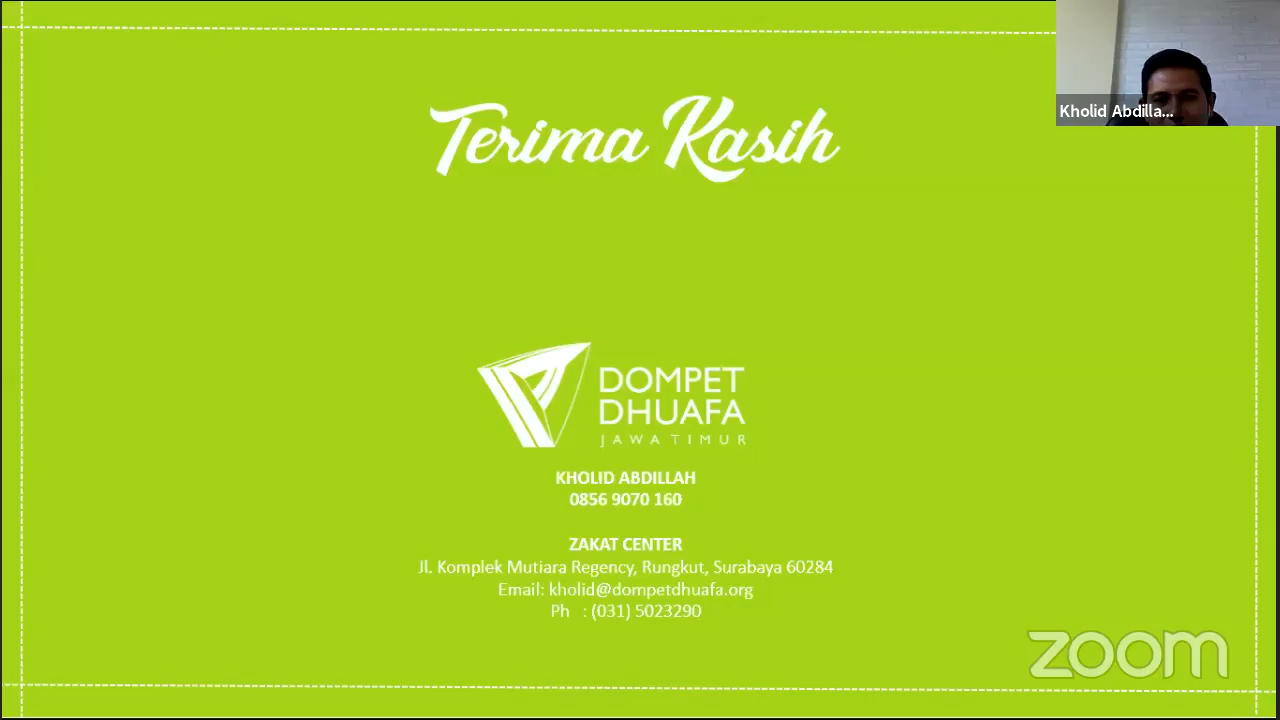 Kholid Abdilla...
Terima Kasih
DOMPET
DHUAFA
JAWA TIMUR
KHOLID ABDILLAH
0856 9070 160
ZAKAT CENTER
Jl. Komplek Mutiara Regency, Rungkut, Surabaya 60284
Email: kholid@dompetdhuafa.org
Ph : (031) 5023290
zoom